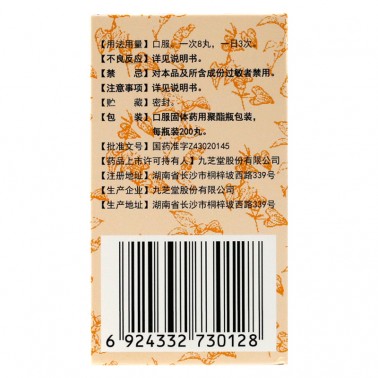 【用法用量】口服。一次8丸,一日3次。
【不良反应】详见说明书。
【禁　　忌】对本品及所含成份过敏者禁用。
【注意事项】详见说明书。
【贮　　藏】密封。
【包　　装】口服固体药用聚酯瓶包装,
每瓶装200丸。
【批准文号】国药准字Z43020145
【药品上市许可持有人】九芝堂股份有限公司
【注册地址】湖南省长沙市桐梓坡西路339号
【生产企业】九芝堂股份有限公司
【生产地址】湖南省长沙市桐梓坡西路339号
6 924332 730128